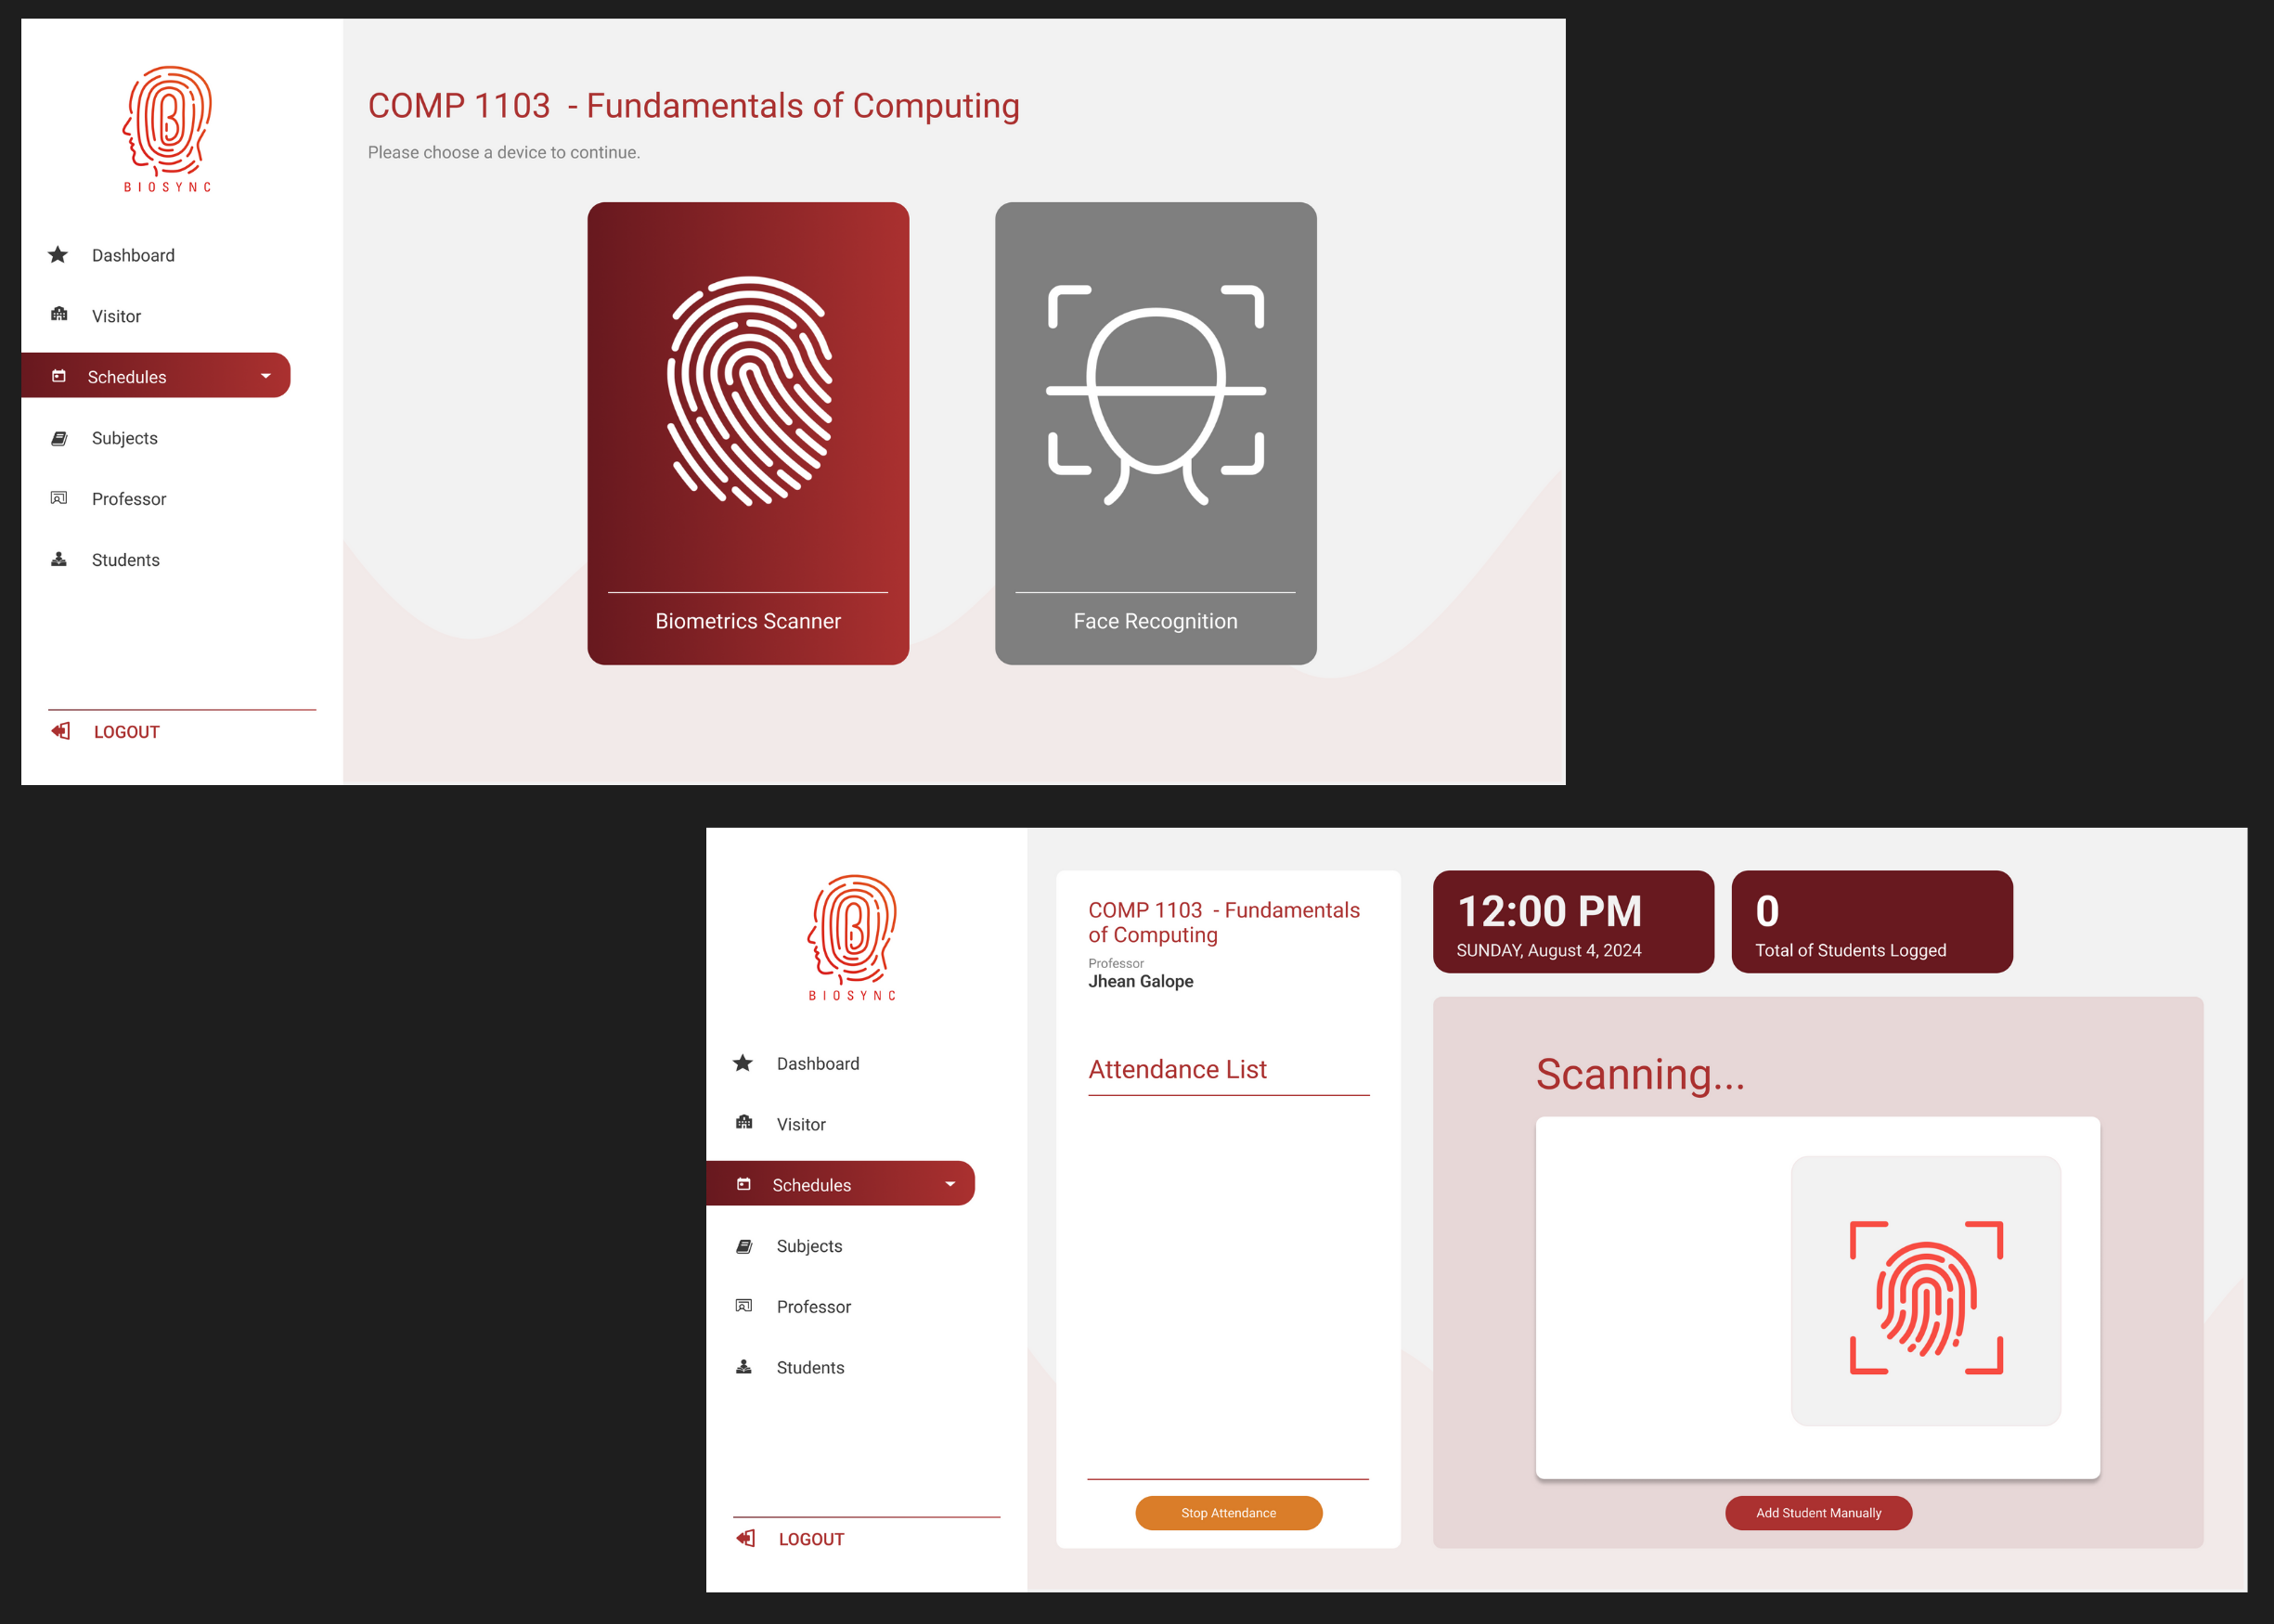 BIOSYNC
Dashboard
Visitor
Schedules
Subjects
Professor
Students
LOGOUT
COMP 1103 - Fundamentals of Computing
Please choose a device to continue.
Biometrics Scanner
Face Recognition
BIOSYNC
Dashboard
Visitor
Schedules
Subjects
Professor
Students
LOGOUT
COMP 1103 - Fundamentals
of Computing
Professor
Jhean Galope
Attendance List
Stop Attendance
12:00 PM
SUNDAY, August 4, 2024
0
Total of Students Logged
Scanning...
Add Student Manually